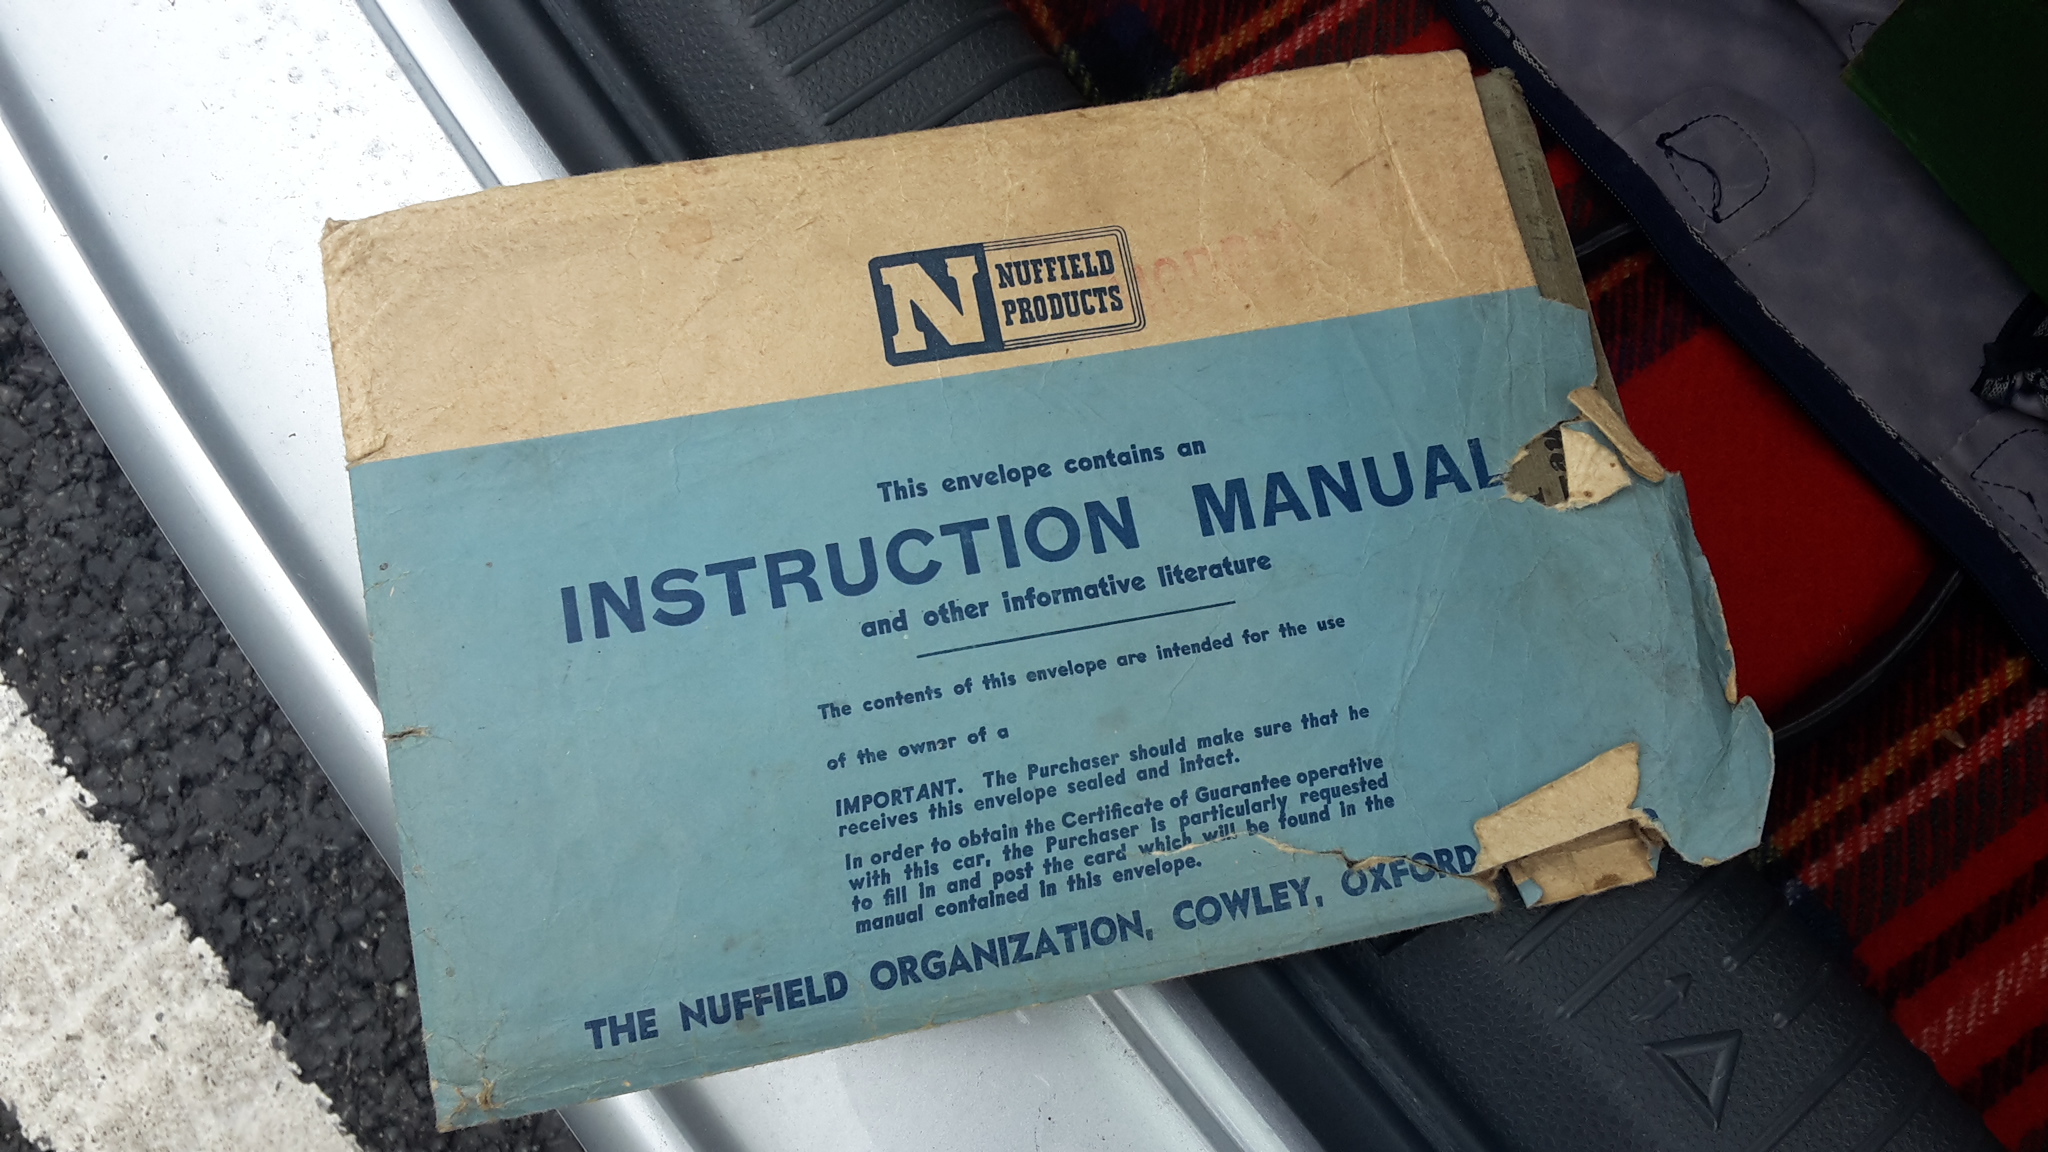 N NUFFIELD
PRODUCTS
This envelope contains an
INSTRUCTION MANUAL
and other informative literature
The contents of this envelope are intended for the use
of the owner of a
IMPORTANT. The Purchaser should make sure that he
receives this envelope sealed and intact.
In order to obtain the Certificate of Guarantee operative
with this car, the Purchaser is particularly requested
to fill in and post the card which will be found in the
manual contained in this envelope.
THE NUFFIELD ORGANIZATION, COWLEY, OXFORD